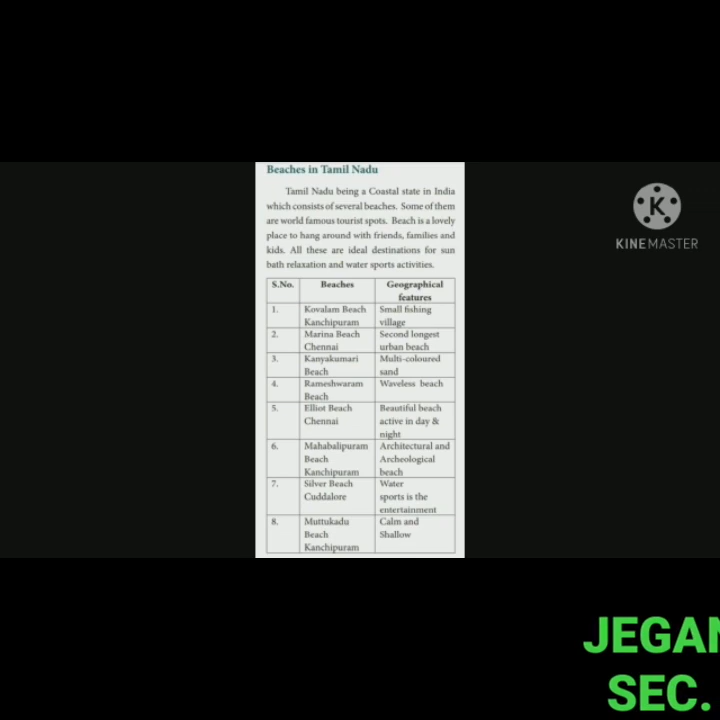 Beaches in Tamil Nadu
Tamil Nadu being a Coastal state in India
which consists of several beaches. Some of them
are world famous tourist spots. Beach is a lovely
place to hang around with friends, families and
kids. All these are ideal destinations for sun
bath relaxation and water sports activities.
S.No. Beaches Geographical
features
1. Kovalam Beach Small fishing
Kanchipuram village
2. Marina Beach Second longest
Chennai urban beach
3. Kanyakumari Multi-coloured
Beach sand
4. Rameshwaram Waveless beach
Beach
5. Elliot Beach Beautiful beach
Chennai active in day &
night
6. Mahabalipuram Architectural and
Beach Archeological
Kanchipuram beach
7. Silver Beach Water
Cuddalore sports is the
entertainment
8. Muttukadu Calm and
Beach Shallow
Kanchipuram
K
KINEMASTER
JEGAN
SEC.